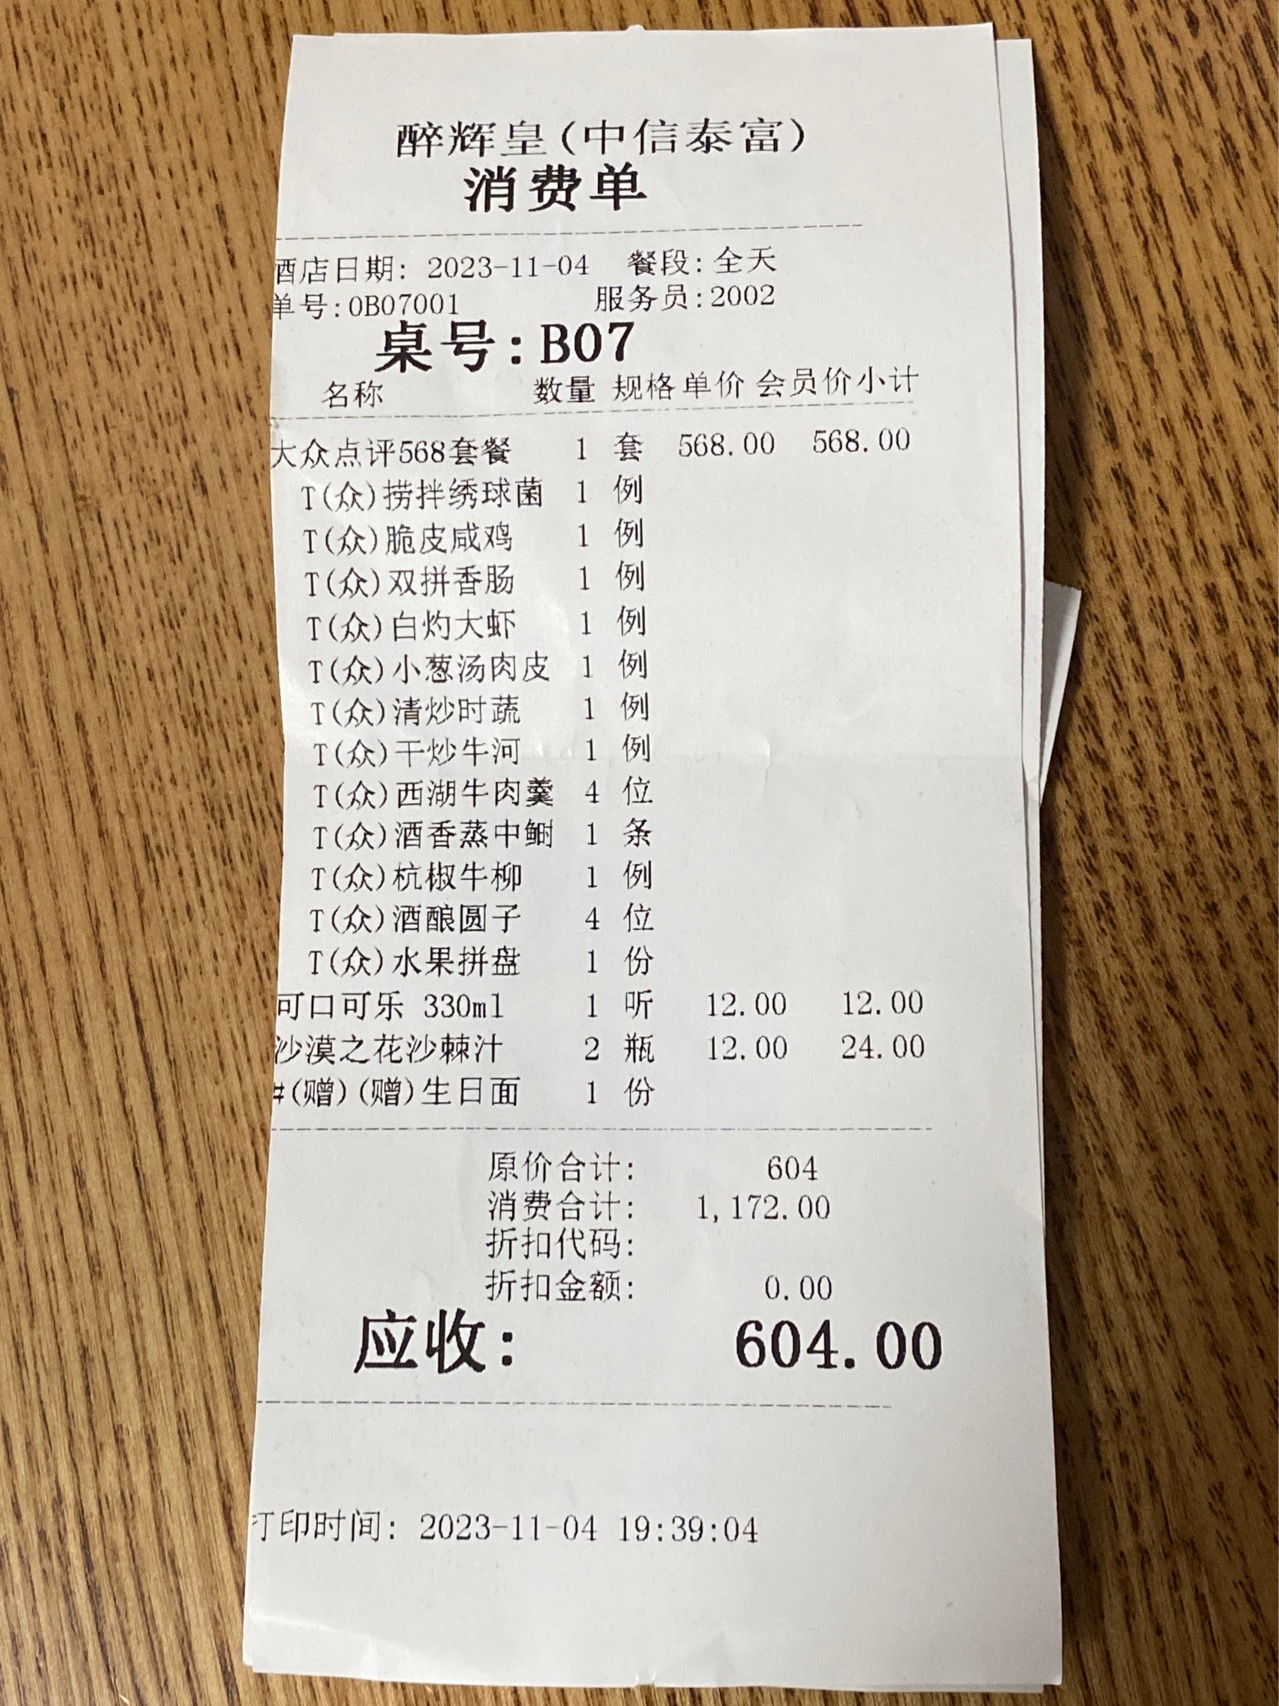 醉辉皇(中信泰富)
消费单
酒店日期: 2023-11-04 餐段:全天
单号:0B07001 服务员:2002
桌号:B07
名称 数量 规格 单价 会员价 小计
大众点评568套餐 1 套 568.00 568.00
T(众)捞拌绣球菌 1 例
T(众)脆皮咸鸡 1 例
T(众)双拼香肠 1 例
T(众)白灼大虾 1 例
T(众)小葱汤肉皮 1 例
T(众)清炒时蔬 1 例
T(众)干炒牛河 1 例
T(众)西湖牛肉羹 4 位
T(众)酒香蒸中鲥 1 条
T(众)杭椒牛柳 1 例
T(众)酒酿圆子 4 位
T(众)水果拼盘 1 份
可口可乐 330ml 1 听 12.00 12.00
沙漠之花沙棘汁 2 瓶 12.00 24.00
#(赠)(赠)生日面 1 份
原价合计: 604
消费合计: 1,172.00
折扣代码:
折扣金额: 0.00
应收: 604.00
打印时间: 2023-11-04 19:39:04